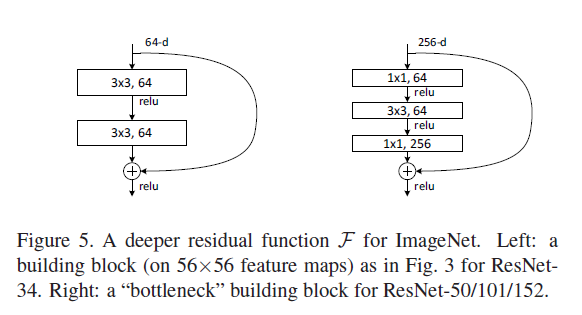 64-d
3x3, 64
relu
3x3, 64
+
relu
256-d
1x1, 64
relu
3x3, 64
relu
1x1, 256
+
relu
Figure 5. A deeper residual function F for ImageNet. Left: a
building block (on 56×56 feature maps) as in Fig. 3 for ResNet-
34. Right: a “bottleneck” building block for ResNet-50/101/152.